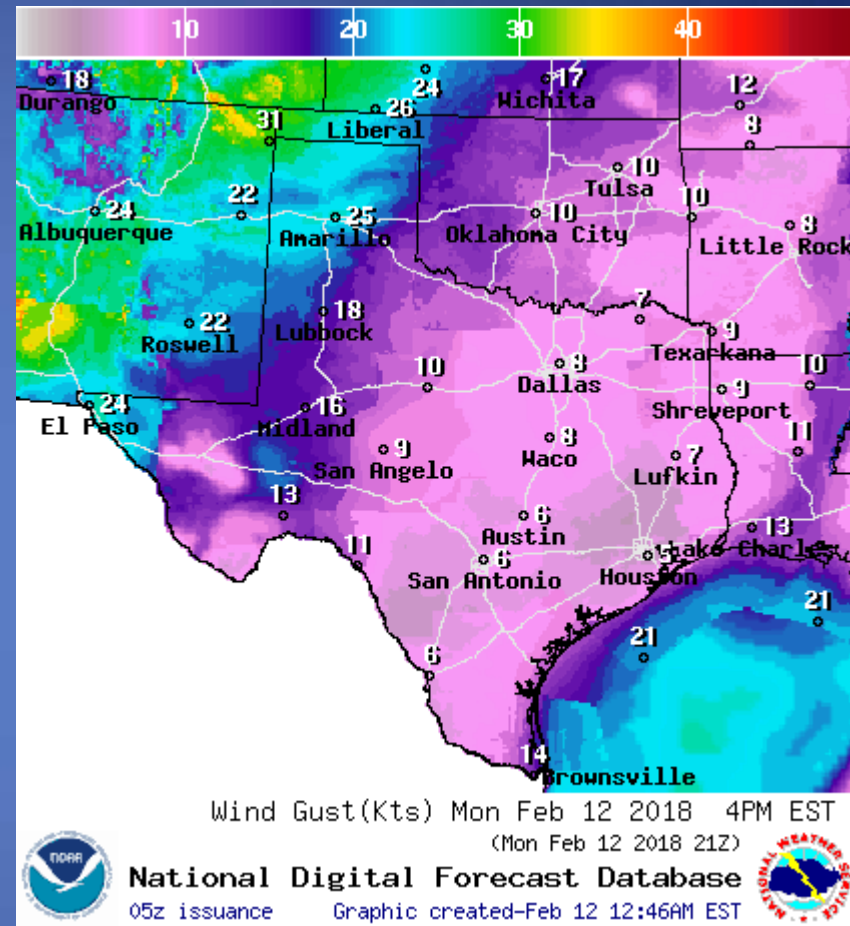 10 20 30 40
18 Durango
24
26 Liberal
17 Wichita
12
8
31
10 Tulsa
24 Albuquerque
22
25 Amarillo
10 Oklahoma City
10
8 Little Rock
22 Roswell
18 Lubbock
7
9 Texarkana
8 Dallas
10
9 Shreveport
10
24 El Paso
16 Midland
9 San Angelo
8 Waco
7 Lufkin
11
13
6 Austin
13 Lake Charl
11
6 San Antonio
Houston
6
21
21
14 Brownsville
Wind Gust(Kts) Mon Feb 12 2018 4PM EST
(Mon Feb 12 2018 21Z)
NOAA
National Digital Forecast Database
05z issuance Graphic created-Feb 12 12:46AM EST
NATIONAL WEATHER SERVICE